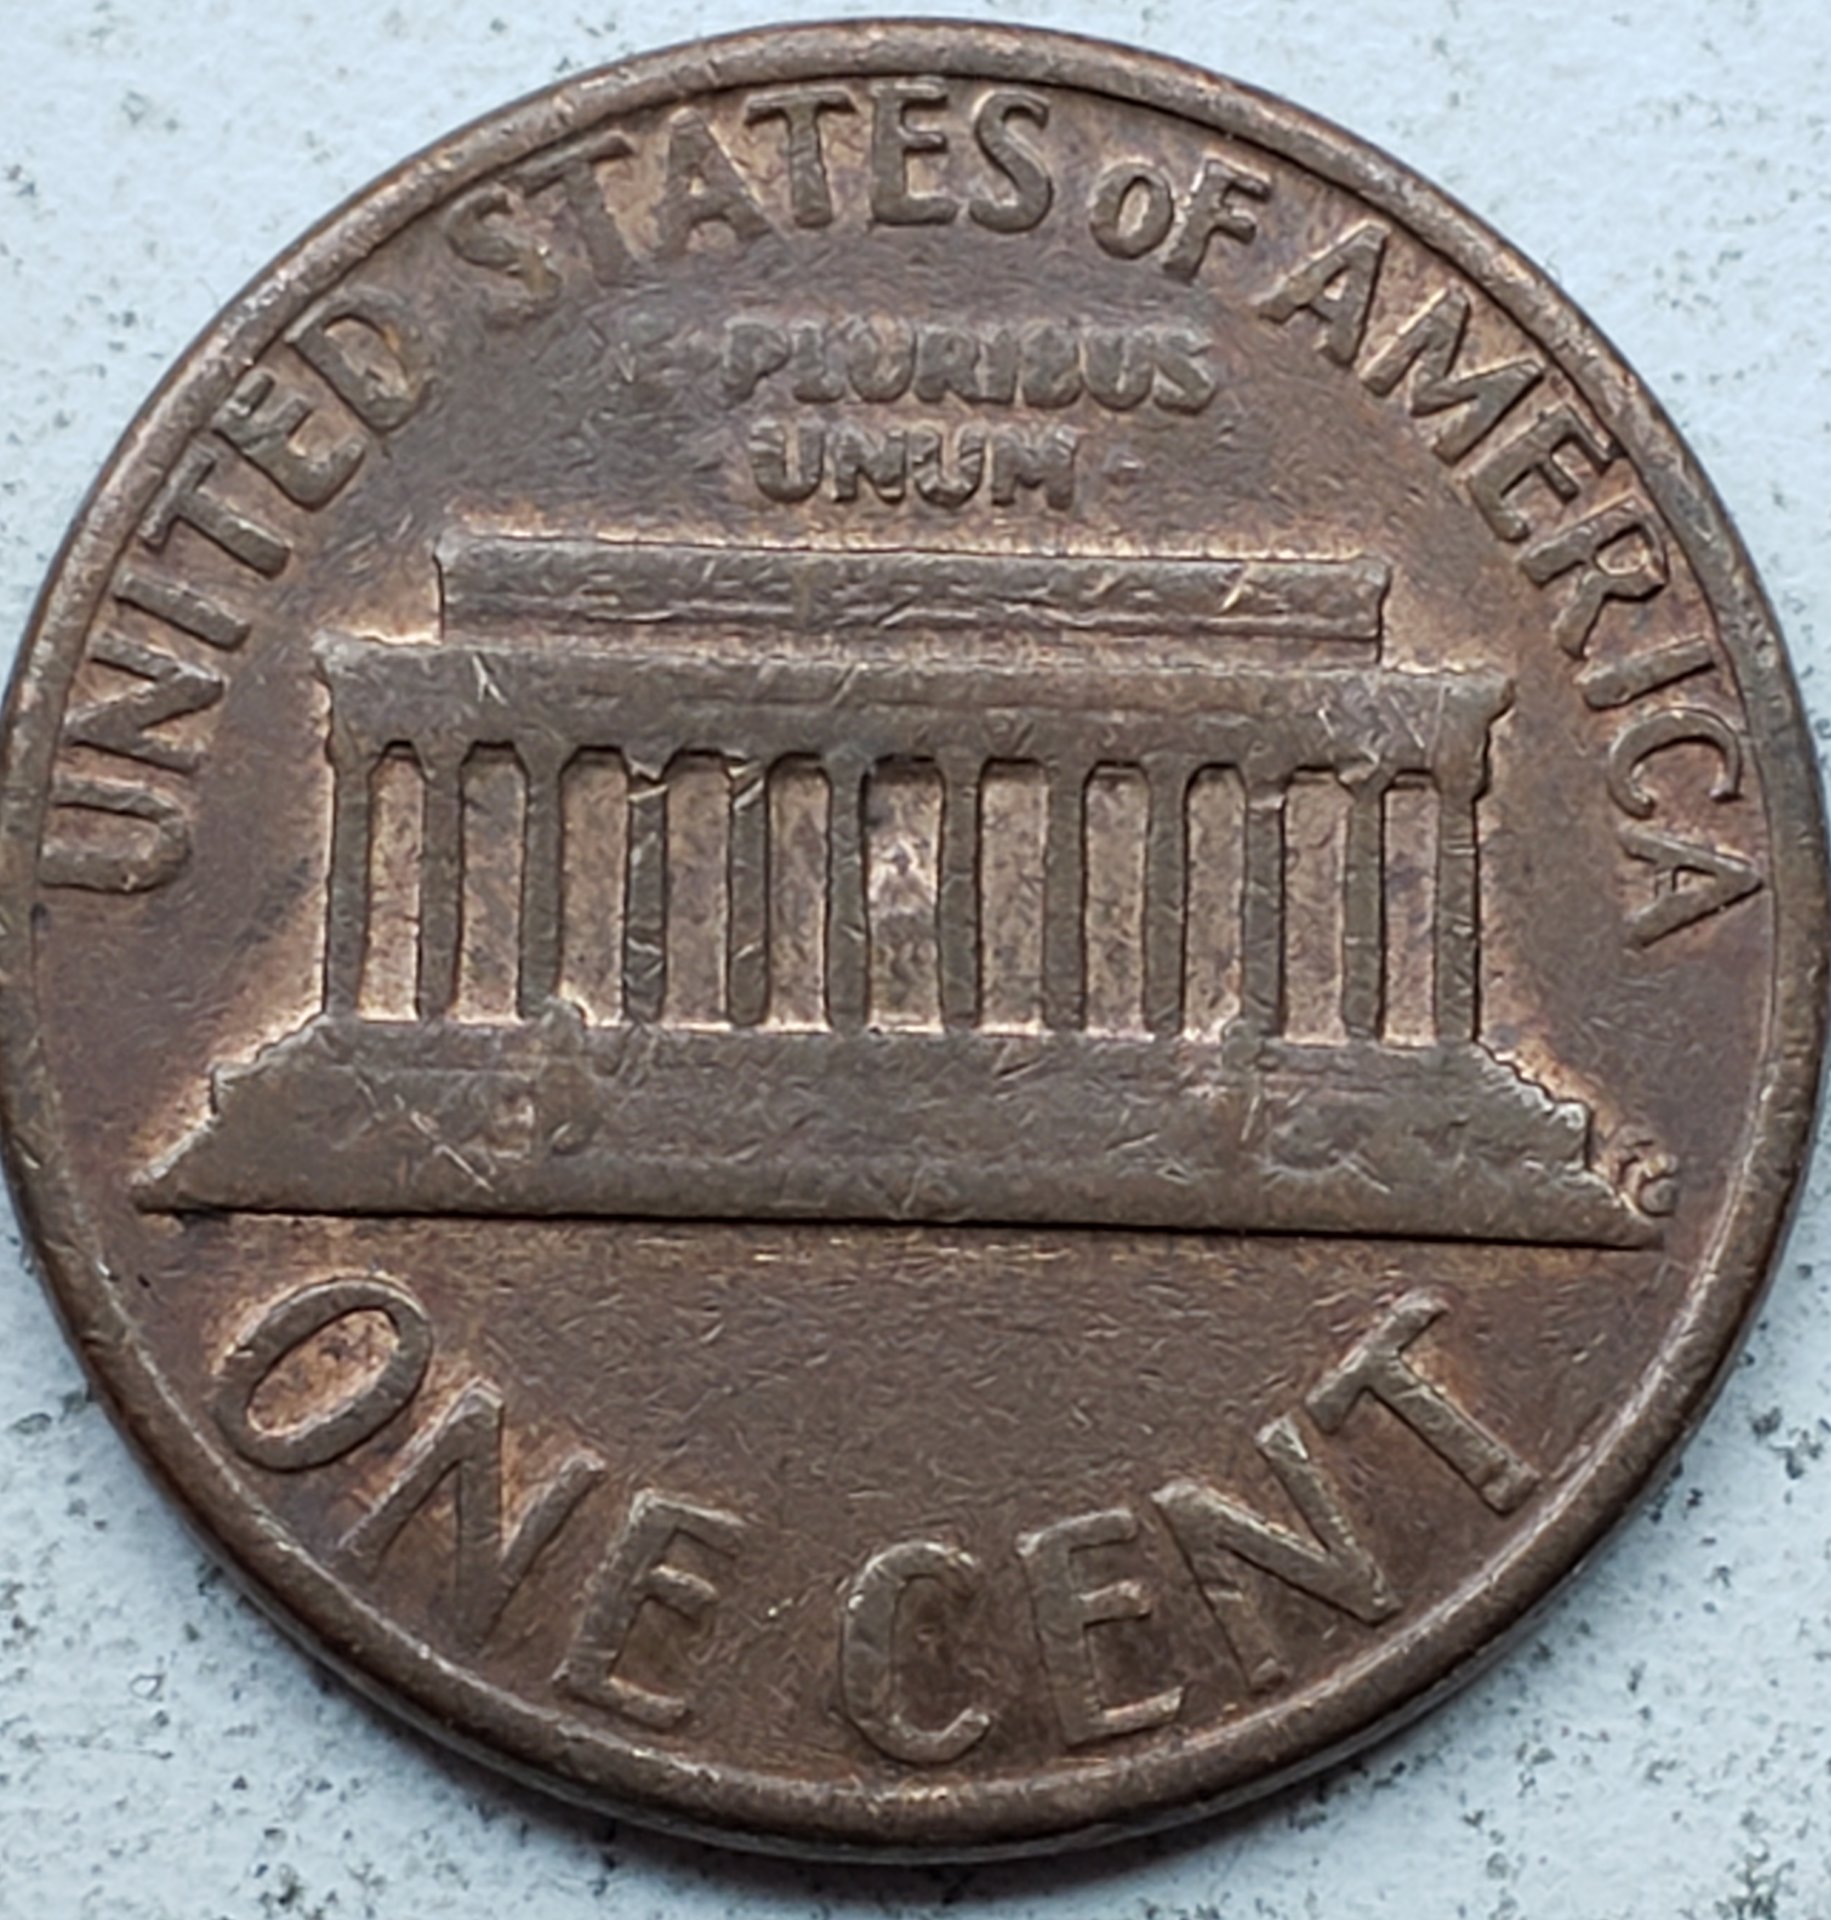 UNITED STATES OF AMERICA
E PLURIBUS
UNUM
ONE CENT